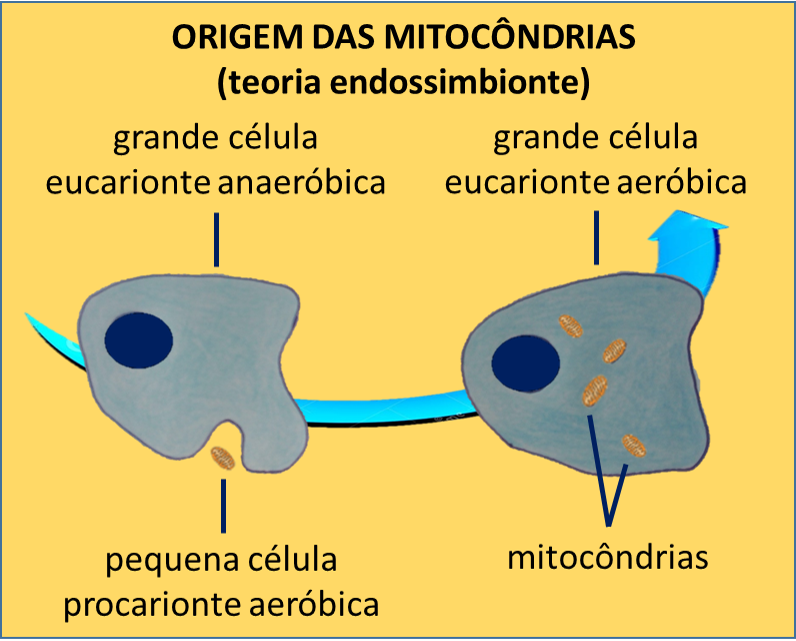 ORIGEM DAS MITOCÔNDRIAS
(teoria endossimbionte)
grande célula
eucarionte anaeróbica
grande célula
eucarionte aeróbica
pequena célula
procarionte aeróbica
mitocôndrias